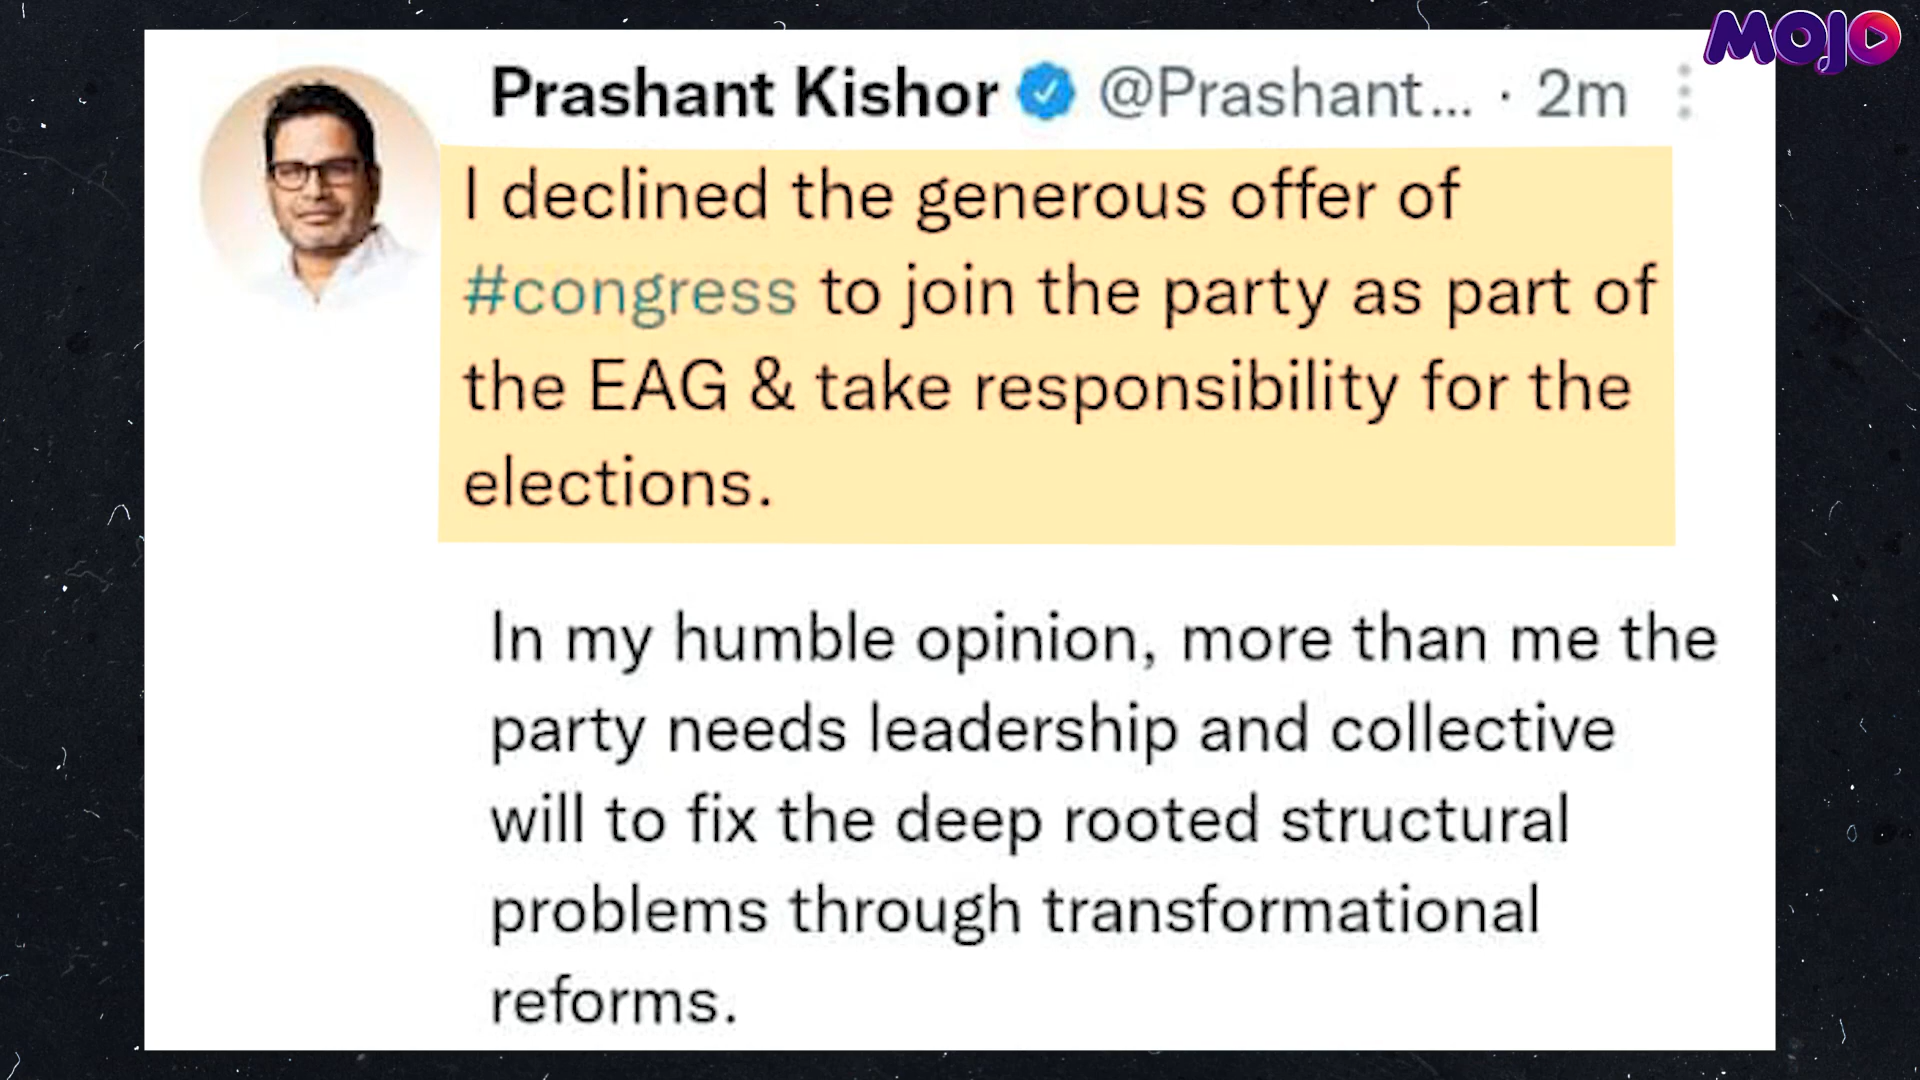 MOJO
Prashant Kishor @Prashant... · 2m
I declined the generous offer of
#congress to join the party as part of
the EAG & take responsibility for the
elections.
In my humble opinion, more than me the
party needs leadership and collective
will to fix the deep rooted structural
problems through transformational
reforms.